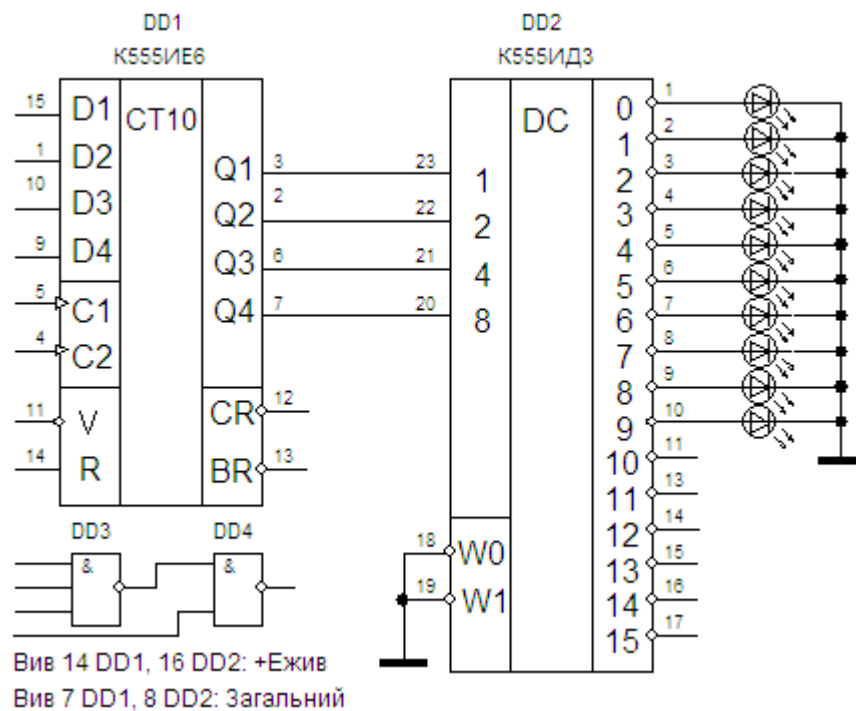 DD1
К555ИЕ6
DD2
К555ИД3
15 D1
1 D2
10 D3
9 D4
5 C1
4 C2
11 V
14 R
CT10
Q1 3
Q2 2
Q3 6
Q4 7
CR 12
BR 13
23 1
22 2
21 4
20 8
18 W0
19 W1
DC
0 1
1 2
2 3
3 4
4 5
5 6
6 7
7 8
8 9
9 10
10 11
11 13
12 14
13 15
14 16
15 17
DD3
&
DD4
&
Вив 14 DD1, 16 DD2: +Eжив
Вив 7 DD1, 8 DD2: Загальний